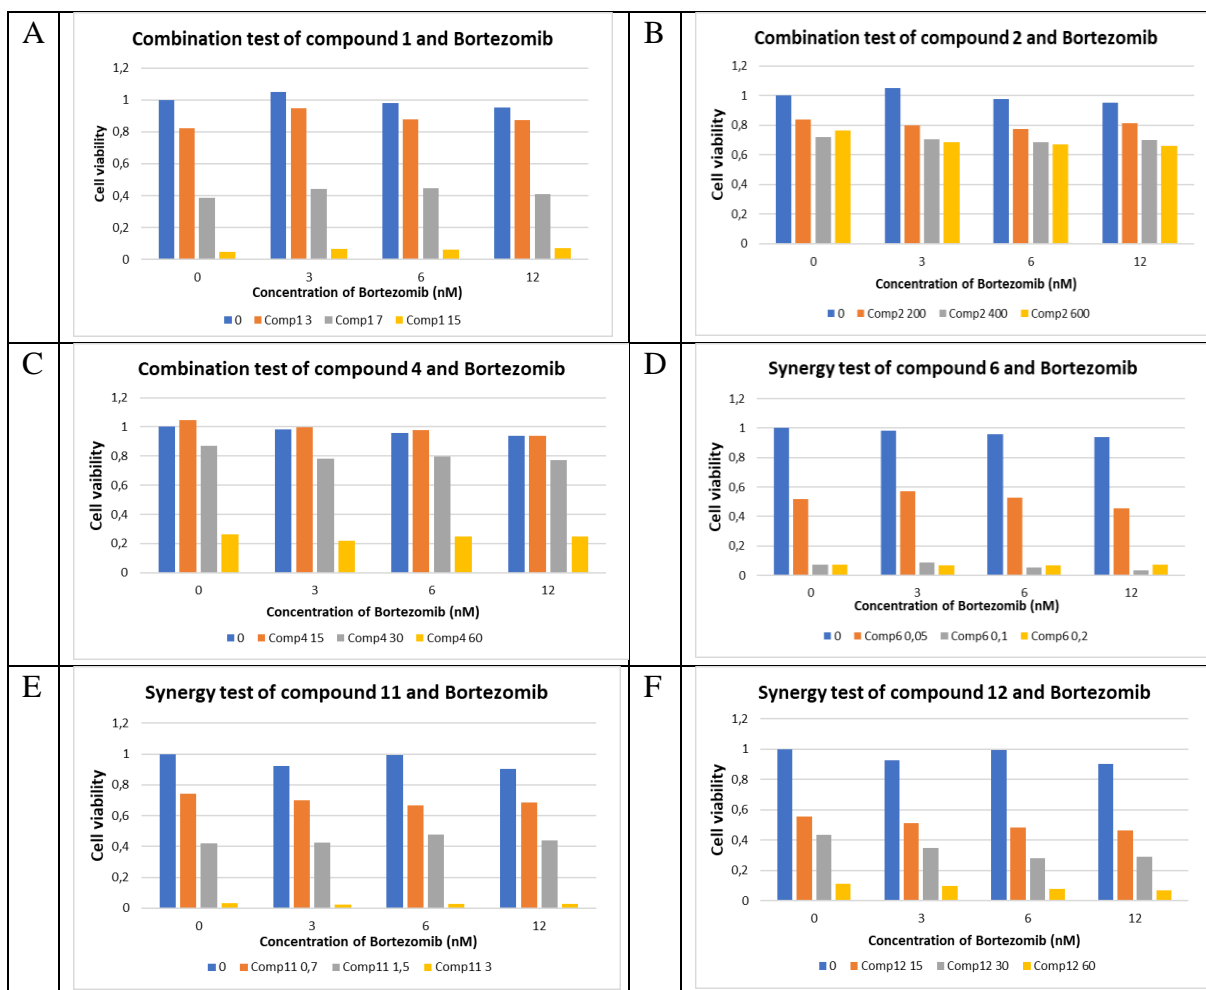 A
Combination test of compound 1 and Bortezomib
1,2
1
0,8
0,6
0,4
0,2
0
Cell viability
0 3 6 12
Concentration of Bortezomib (nM)
0 Comp1 3 Comp1 7 Comp1 15
B
Combination test of compound 2 and Bortezomib
1,2
1
0,8
0,6
0,4
0,2
0
Cell viability
0 3 6 12
Concentration of Bortezomib (nM)
0 Comp2 200 Comp2 400 Comp2 600
C
Combination test of compound 4 and Bortezomib
1,2
1
0,8
0,6
0,4
0,2
0
Cell vaibility
0 3 6 12
Concentration of Bortezomib (nM)
0 Comp4 15 Comp4 30 Comp4 60
D
Synergy test of compound 6 and Bortezomib
1,2
1
0,8
0,6
0,4
0,2
0
Cell viability
0 3 6 12
Concentration of Bortezomib (nM)
0 Comp6 0,05 Comp6 0,1 Comp6 0,2
E
Synergy test of compound 11 and Bortezomib
1,2
1
0,8
0,6
0,4
0,2
0
Cell viability
0 3 6 12
Concentration of Bortezomib (nM)
0 Comp11 0,7 Comp11 1,5 Comp11 3
F
Synergy test of compound 12 and Bortezomib
1,2
1
0,8
0,6
0,4
0,2
0
Cell viability
0 3 6 12
Concentration of Bortezomib (nM)
0 Comp12 15 Comp12 30 Comp12 60